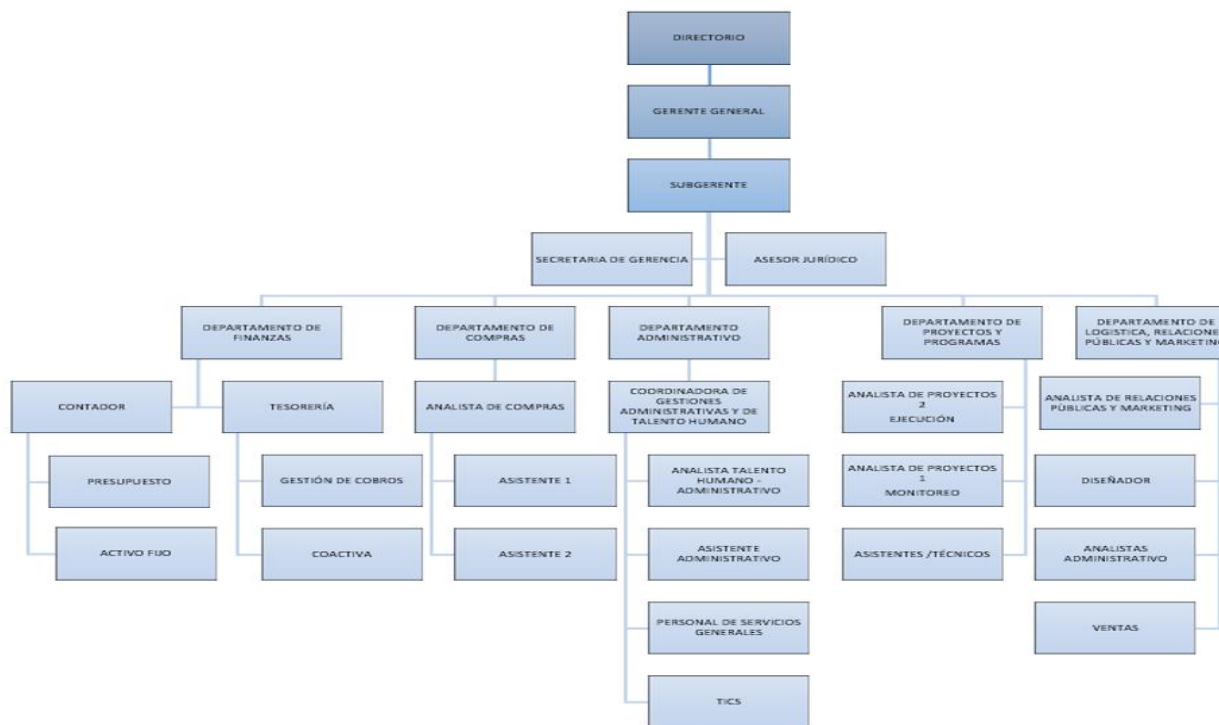 DIRECTORIO
GERENTE GENERAL
SUBGERENTE
SECRETARIA DE GERENCIA
ASESOR JURÍDICO
DEPARTAMENTO DE
FINANZAS
DEPARTAMENTO DE
COMPRAS
DEPARTAMENTO
ADMINISTRATIVO
DEPARTAMENTO DE
PROYECTOS Y
PROGRAMAS
DEPARTAMENTO DE
LOGISTICA, RELACIONE
PÚBLICAS Y MARKETING
CONTADOR
TESORERÍA
ANALISTA DE COMPRAS
COORDINADORA DE
GESTIONES
ADMINISTRATIVAS Y DE
TALENTO HUMANO
ANALISTA DE PROYECTOS
2
EJECUCIÓN
ANALISTA DE RELACIONES
PÚBLICAS Y MARKETING
PRESUPUESTO
GESTIÓN DE COBROS
ASISTENTE 1
ANALISTA TALENTO
HUMANO -
ADMINISTRATIVO
ANALISTA DE PROYECTOS
1
MONITOREO
DISEÑADOR
ACTIVO FIJO
COACTIVA
ASISTENTE 2
ASISTENTE
ADMINISTRATIVO
ASISTENTES /TÉCNICOS
ANALISTAS
ADMINISTRATIVO
PERSONAL DE SERVICIOS
GENERALES
VENTAS
TICS